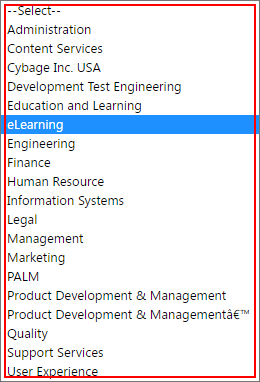 --Select--
Administration
Content Services
Cybage Inc. USA
Development Test Engineering
Education and Learning
eLearning
Engineering
Finance
Human Resource
Information Systems
Legal
Management
Marketing
PALM
Product Development & Management
Product Development & Managementâ€™
Quality
Support Services
User Experience